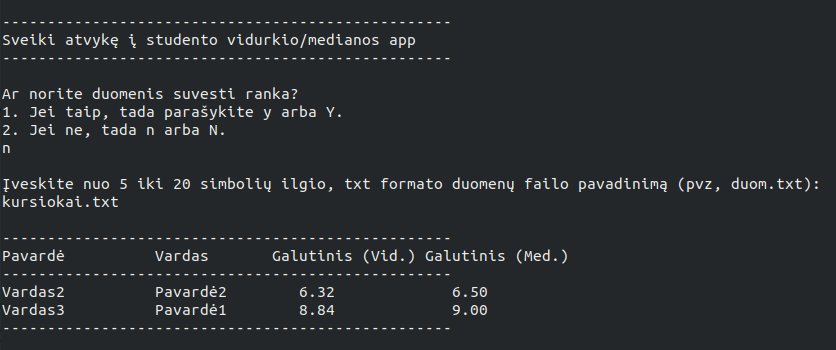 --------------------------------------------------
Sveiki atvykę į studento vidurkio/medianos app
--------------------------------------------------
Ar norite duomenis suvesti ranka?
1. Jei taip, tada parašykite y arba Y.
2. Jei ne, tada n arba N.
n
Įveskite nuo 5 iki 20 simbolių ilgio, txt formato duomenų failo pavadinimą (pvz, duom.txt):
kursiokai.txt
--------------------------------------------------
Pavardė          Vardas       Galutinis (Vid.) Galutinis (Med.)
--------------------------------------------------
Vardas2          Pavardė2        6.32             6.50
Vardas3          Pavardė1        8.84             9.00
--------------------------------------------------